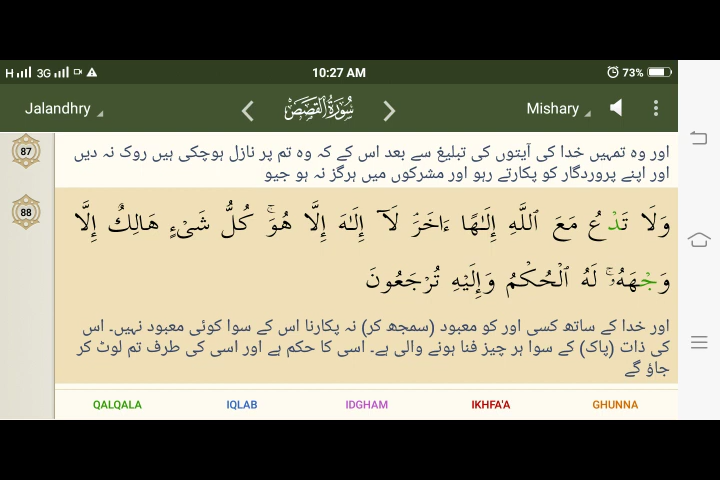 H 3G 10:27 AM 73%
Jalandhry سُورَةُ القَصَص Mishary
87 اور وہ تمہیں خدا کی آیتوں کی تبلیغ سے بعد اس کے کہ وہ تم پر نازل ہوچکی ہیں روک نہ دیں
اور اپنے پروردگار کو پکارتے رہو اور مشرکوں میں ہرگز نہ ہو جیو
88 وَلَا تَدْعُ مَعَ ٱللَّهِ إِلَـٰهًا ءَاخَرَۘ لَآ إِلَـٰهَ إِلَّا هُوَۚ كُلُّ شَىْءٍ هَالِكٌ إِلَّا
وَجْهَهُۥۚ لَهُ ٱلْحُكْمُ وَإِلَيْهِ تُرْجَعُونَ
اور خدا کے ساتھ کسی اور کو معبود (سمجھ کر) نہ پکارنا اس کے سوا کوئی معبود نہیں۔ اس
کی ذات (پاک) کے سوا ہر چیز فنا ہونے والی ہے۔ اسی کا حکم ہے اور اسی کی طرف تم لوٹ کر
جاؤ گے
QALQALA IQLAB IDGHAM IKHFA'A GHUNNA